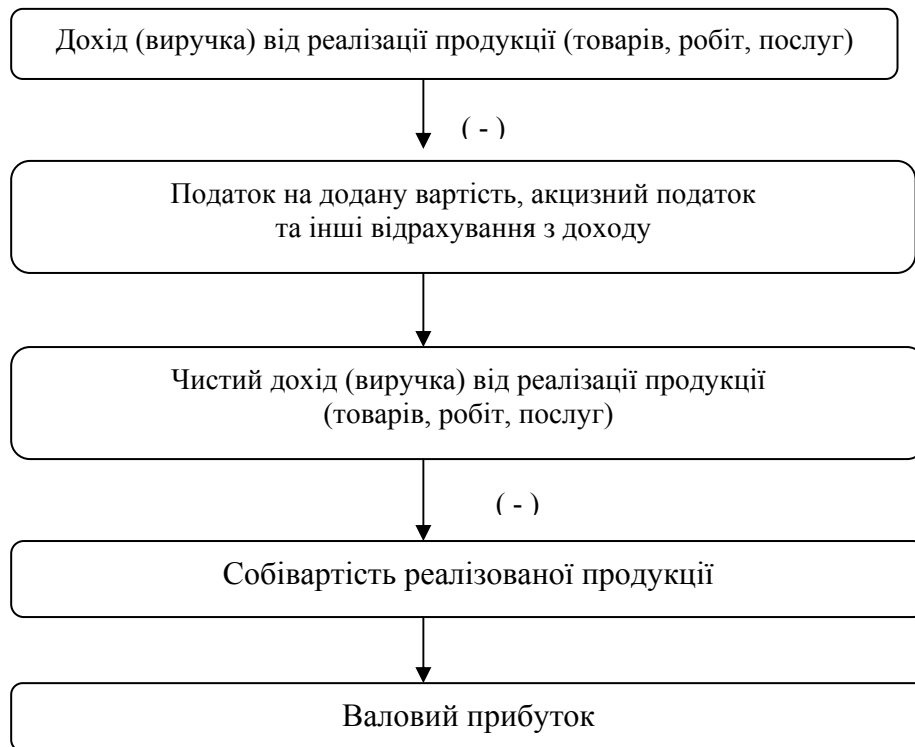 Дохід (виручка) від реалізації продукції (товарів, робіт, послуг)
( - )
Податок на додану вартість, акцизний податок
та інші відрахування з доходу
Чистий дохід (виручка) від реалізації продукції
(товарів, робіт, послуг)
( - )
Собівартість реалізованої продукції
Валовий прибуток